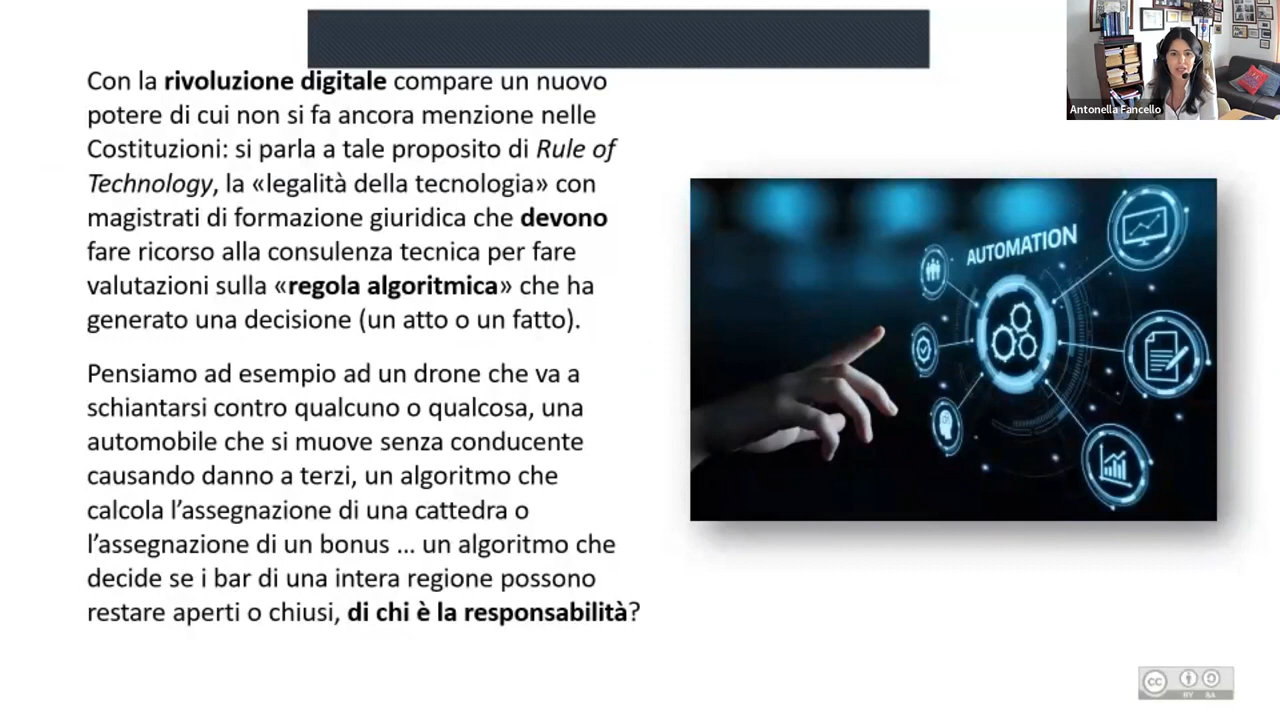 Con la rivoluzione digitale compare un nuovo
potere di cui non si fa ancora menzione nelle
Costituzioni: si parla a tale proposito di Rule of
Technology, la «legalità della tecnologia» con
magistrati di formazione giuridica che devono
fare ricorso alla consulenza tecnica per fare
valutazioni sulla «regola algoritmica» che ha
generato una decisione (un atto o un fatto).
Pensiamo ad esempio ad un drone che va a
schiantarsi contro qualcuno o qualcosa, una
automobile che si muove senza conducente
causando danno a terzi, un algoritmo che
calcola l’assegnazione di una cattedra o
l’assegnazione di un bonus … un algoritmo che
decide se i bar di una intera regione possono
restare aperti o chiusi, di chi è la responsabilità?
Antonella Fancello
AUTOMATION
cc
BY SA